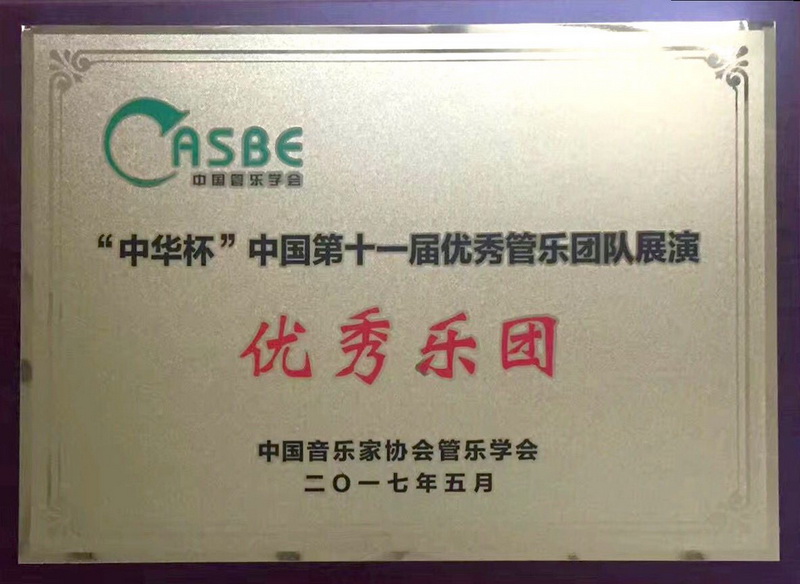 CASBE
中国管乐学会
“中华杯”中国第十一届优秀管乐团队展演
优秀乐团
中国音乐家协会管乐学会
二〇一七年五月